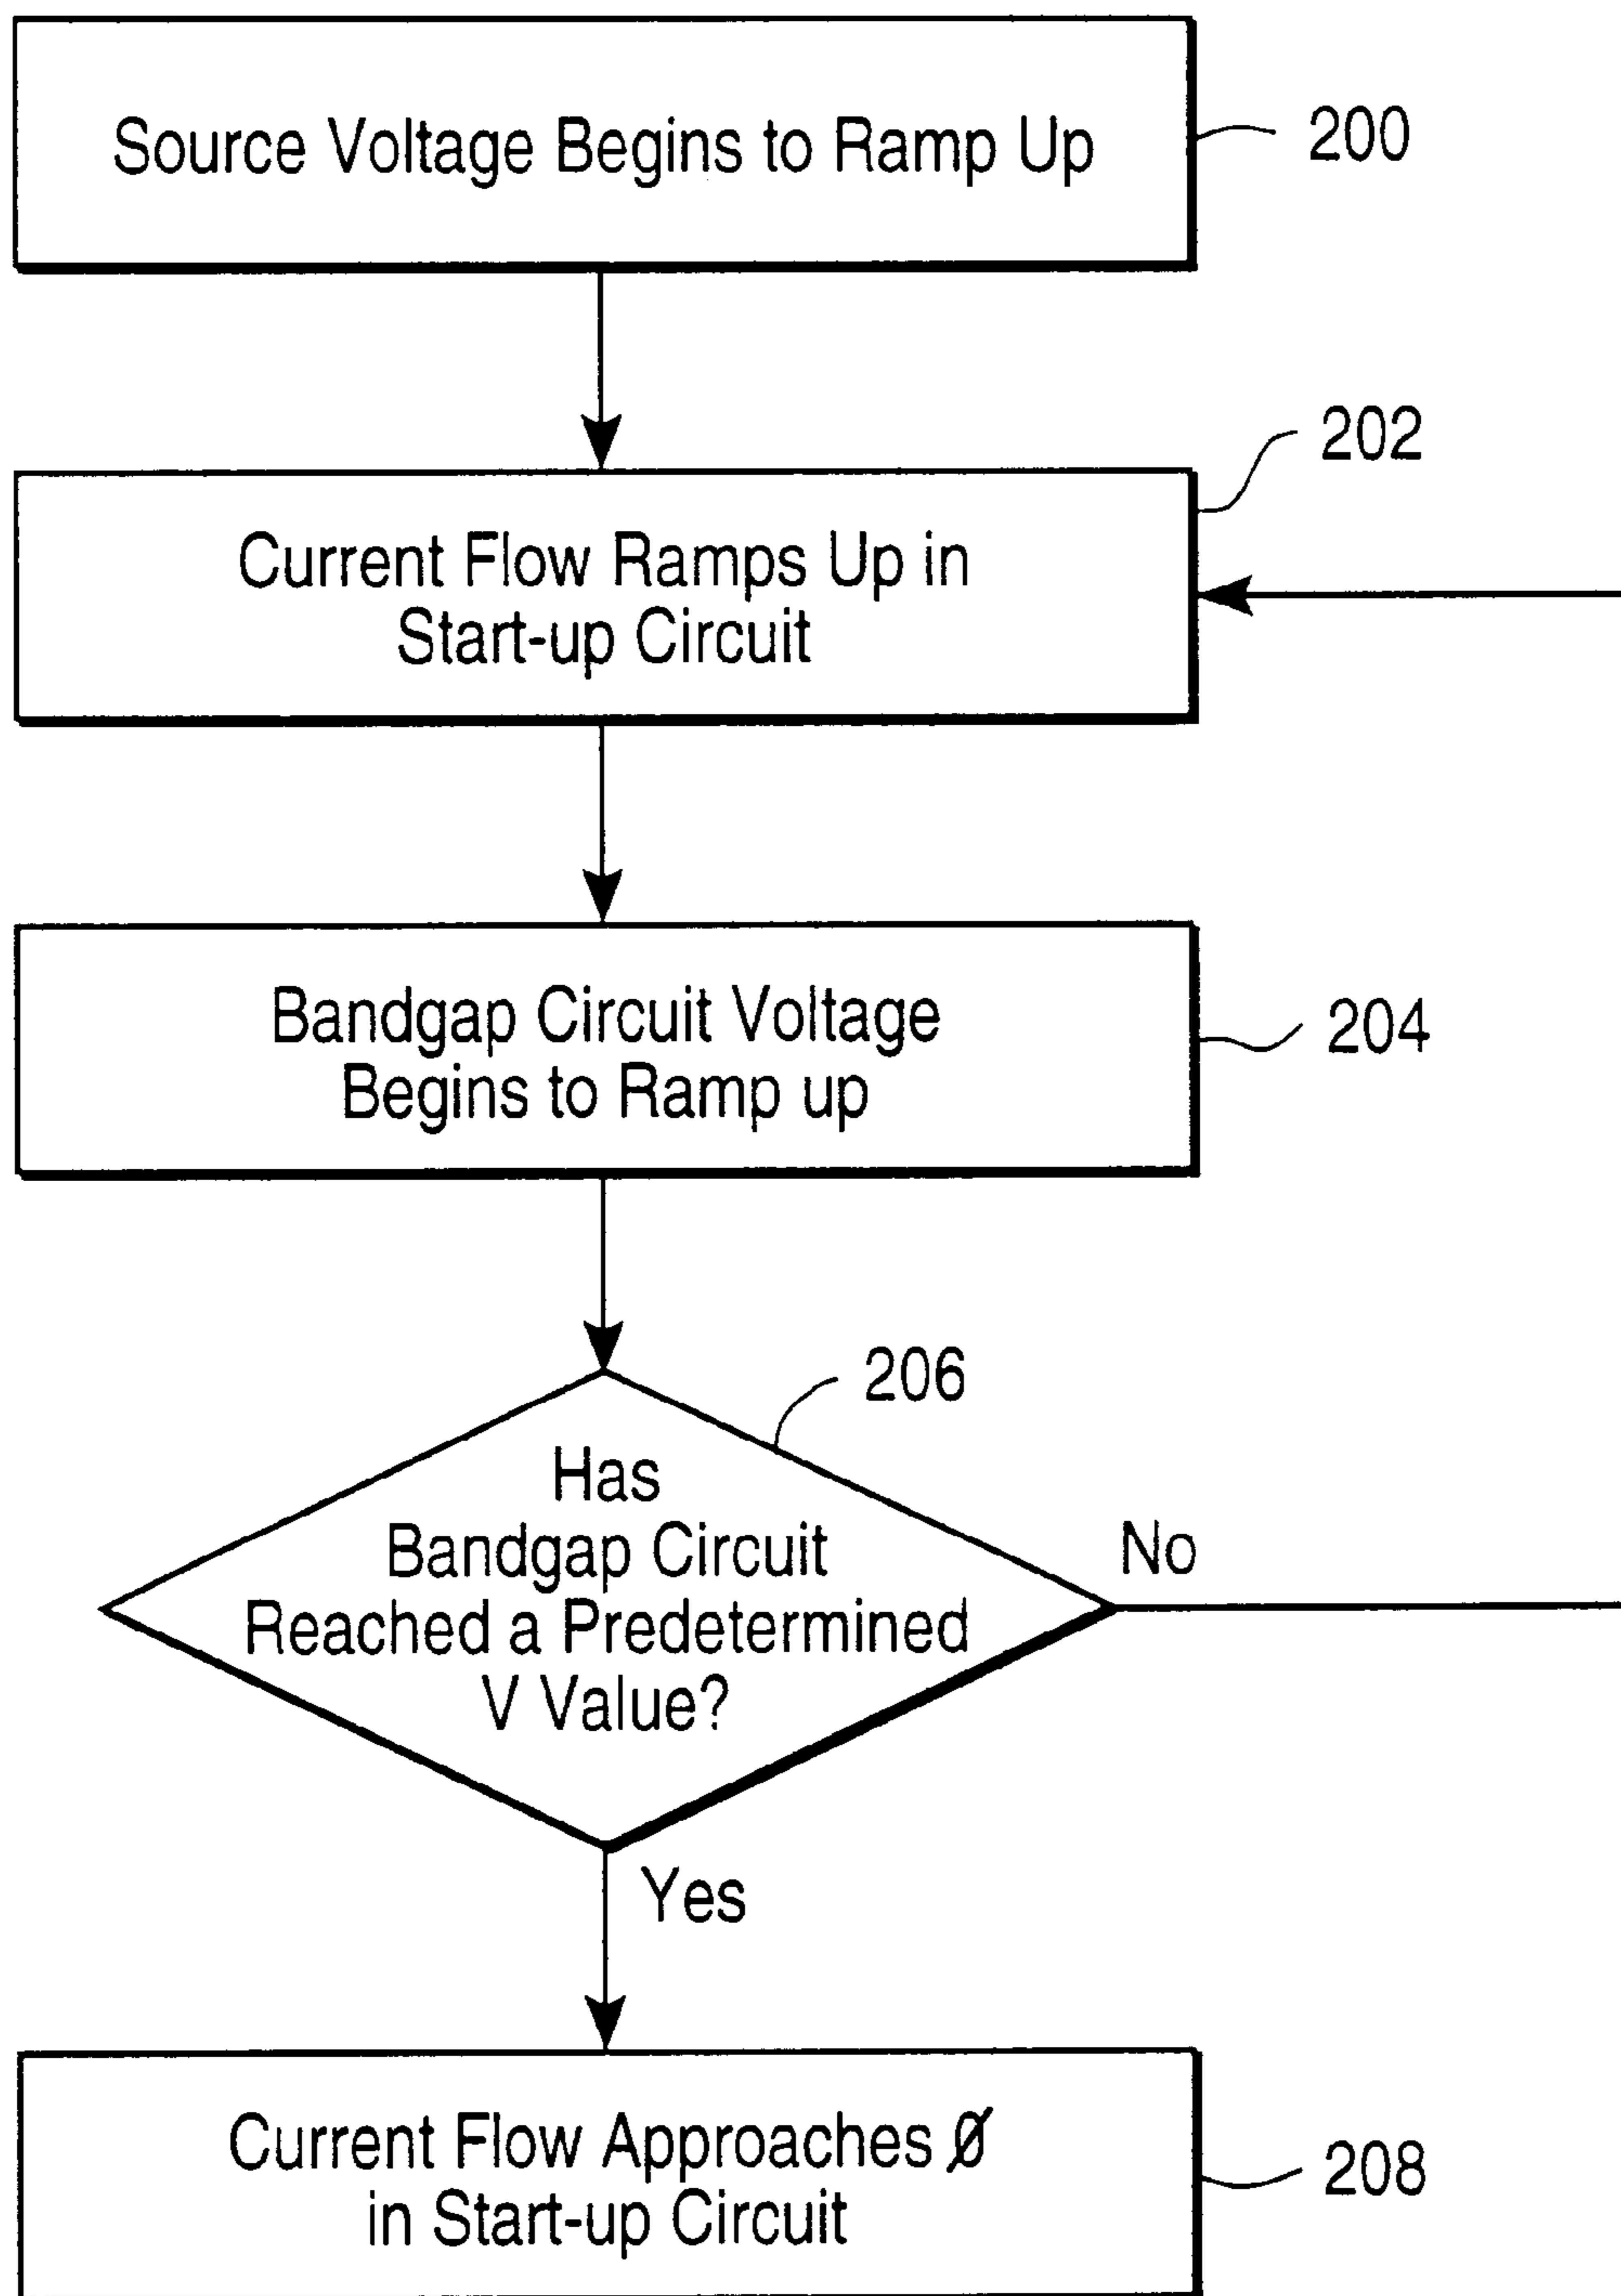 Source Voltage Begins to Ramp Up
200
202
Current Flow Ramps Up in
Start-up Circuit
Bandgap Circuit Voltage
Begins to Ramp up
204
206
Has
Bandgap Circuit
Reached a Predetermined
V Value?
No
Yes
Current Flow Approaches Ø
in Start-up Circuit
208